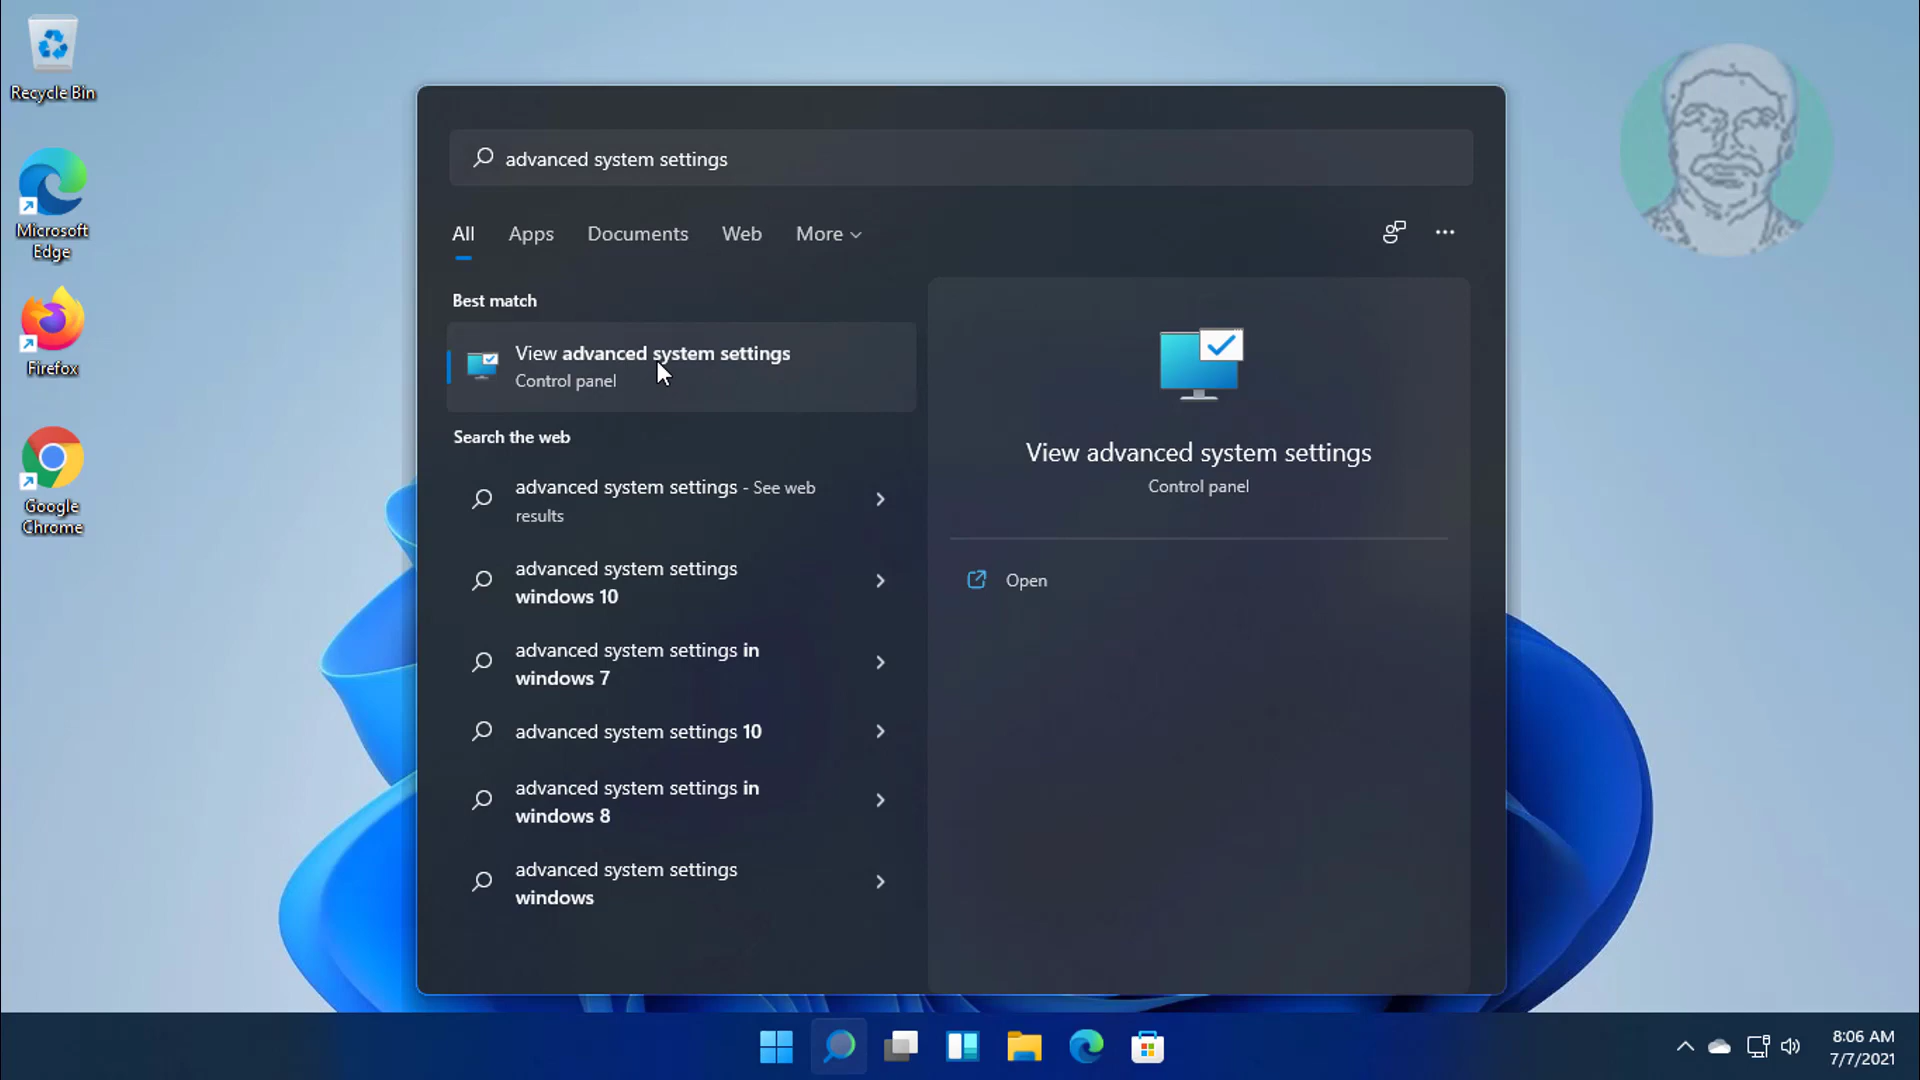 Recycle Bin
Microsoft
Edge
Firefox
Google
Chrome
advanced system settings
All Apps Documents Web More
Best match
View advanced system settings
Control panel
Search the web
advanced system settings - See web
results
advanced system settings
windows 10
advanced system settings in
windows 7
advanced system settings 10
advanced system settings in
windows 8
advanced system settings
windows
View advanced system settings
Control panel
Open
8:06 AM
7/7/2021